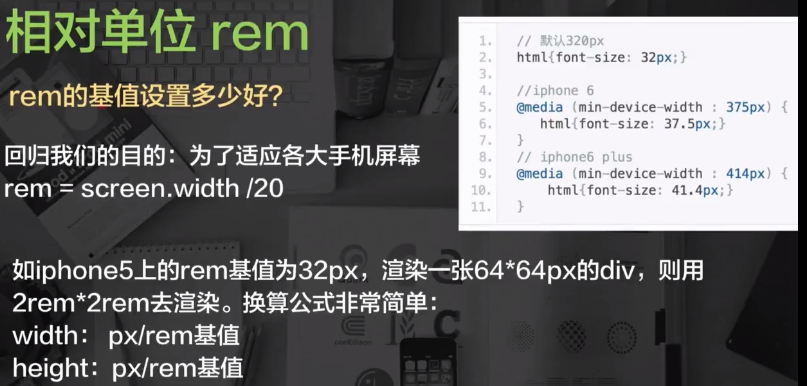 相对单位 rem
rem的基值设置多少好？
回归我们的目的：为了适应各大手机屏幕
rem = screen.width /20
1. // 默认320px
2. html{font-size: 32px;}
3.
4. //iphone 6
5. @media (min-device-width : 375px) {
6. html{font-size: 37.5px;}
7. }
8. // iphone6 plus
9. @media (min-device-width : 414px) {
10. html{font-size: 41.4px;}
11. }
如iphone5上的rem基值为32px，渲染一张64*64px的div，则用
2rem*2rem去渲染。换算公式非常简单：
width： px/rem基值
height：px/rem基值